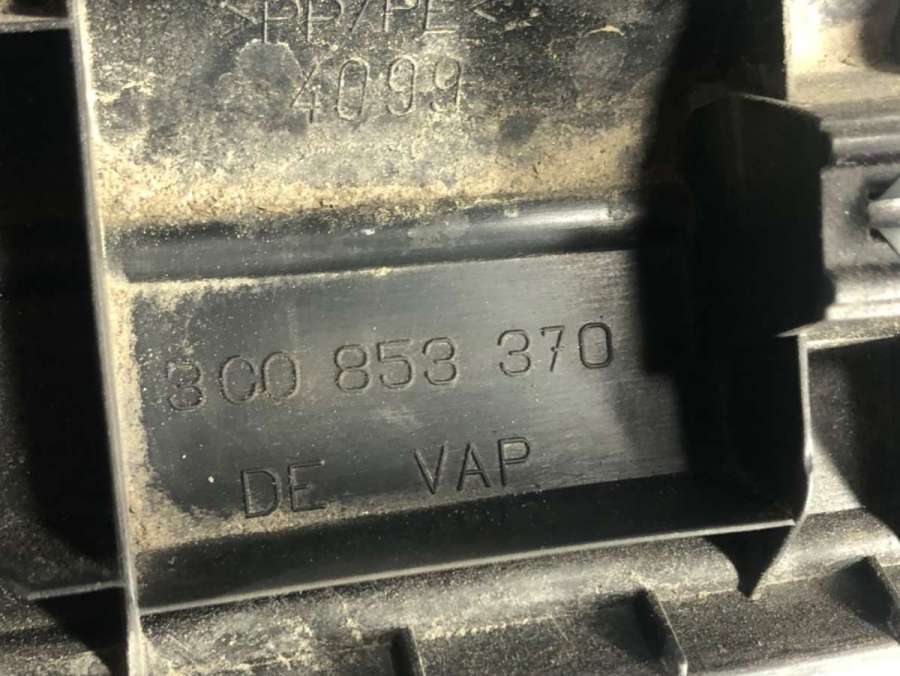 >PP/PE<
4099
3C0 853 370
DE VAP